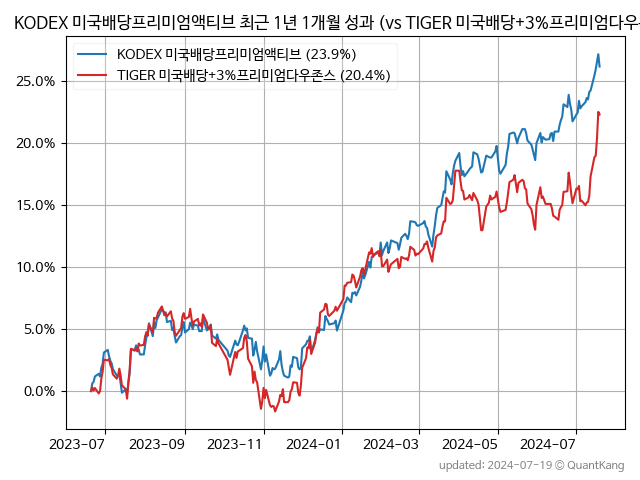 KODEX 미국배당프리미엄액티브 최근 1년 1개월 성과 (vs TIGER 미국배당+3%프리미엄다우
KODEX 미국배당프리미엄액티브 (23.9%)
TIGER 미국배당+3%프리미엄다우존스 (20.4%)
25.0%
20.0%
15.0%
10.0%
5.0%
0.0%
2023-07 2023-09 2023-11 2024-01 2024-03 2024-05 2024-07
updated: 2024-07-19 © QuantKang